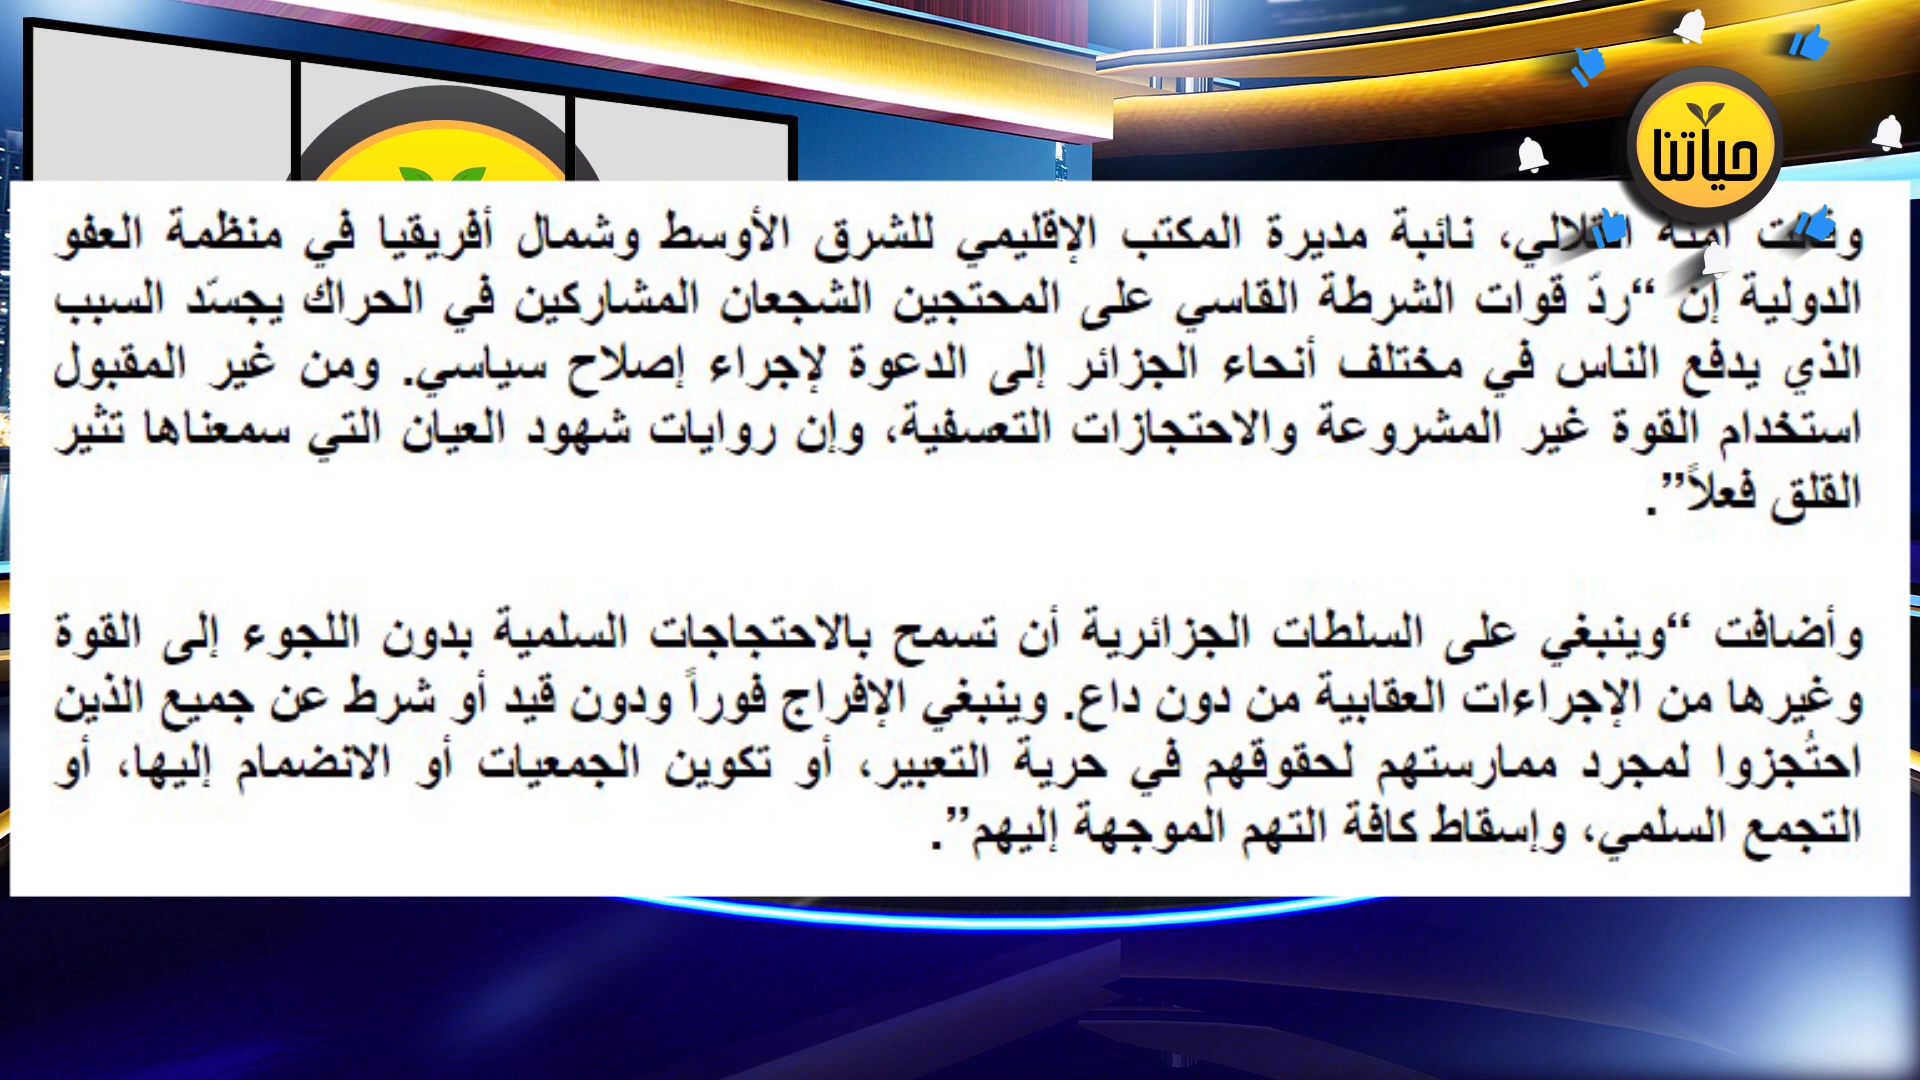 حياتنا
وقالت آمنة القلالي، نائبة مديرة المكتب الإقليمي للشرق الأوسط وشمال أفريقيا في منظمة العفو
الدولية إن “ردّ قوات الشرطة القاسي على المحتجين الشجعان المشاركين في الحراك يجسّد السبب
الذي يدفع الناس في مختلف أنحاء الجزائر إلى الدعوة لإجراء إصلاح سياسي. ومن غير المقبول
استخدام القوة غير المشروعة والاحتجازات التعسفية، وإن روايات شهود العيان التي سمعناها تثير
القلق فعلاً”.
وأضافت “وينبغي على السلطات الجزائرية أن تسمح بالاحتجاجات السلمية بدون اللجوء إلى القوة
وغيرها من الإجراءات العقابية من دون داع. وينبغي الإفراج فوراً ودون قيد أو شرط عن جميع الذين
احتُجزوا لمجرد ممارستهم لحقوقهم في حرية التعبير، أو تكوين الجمعيات أو الانضمام إليها، أو
التجمع السلمي، وإسقاط كافة التهم الموجهة إليهم”.